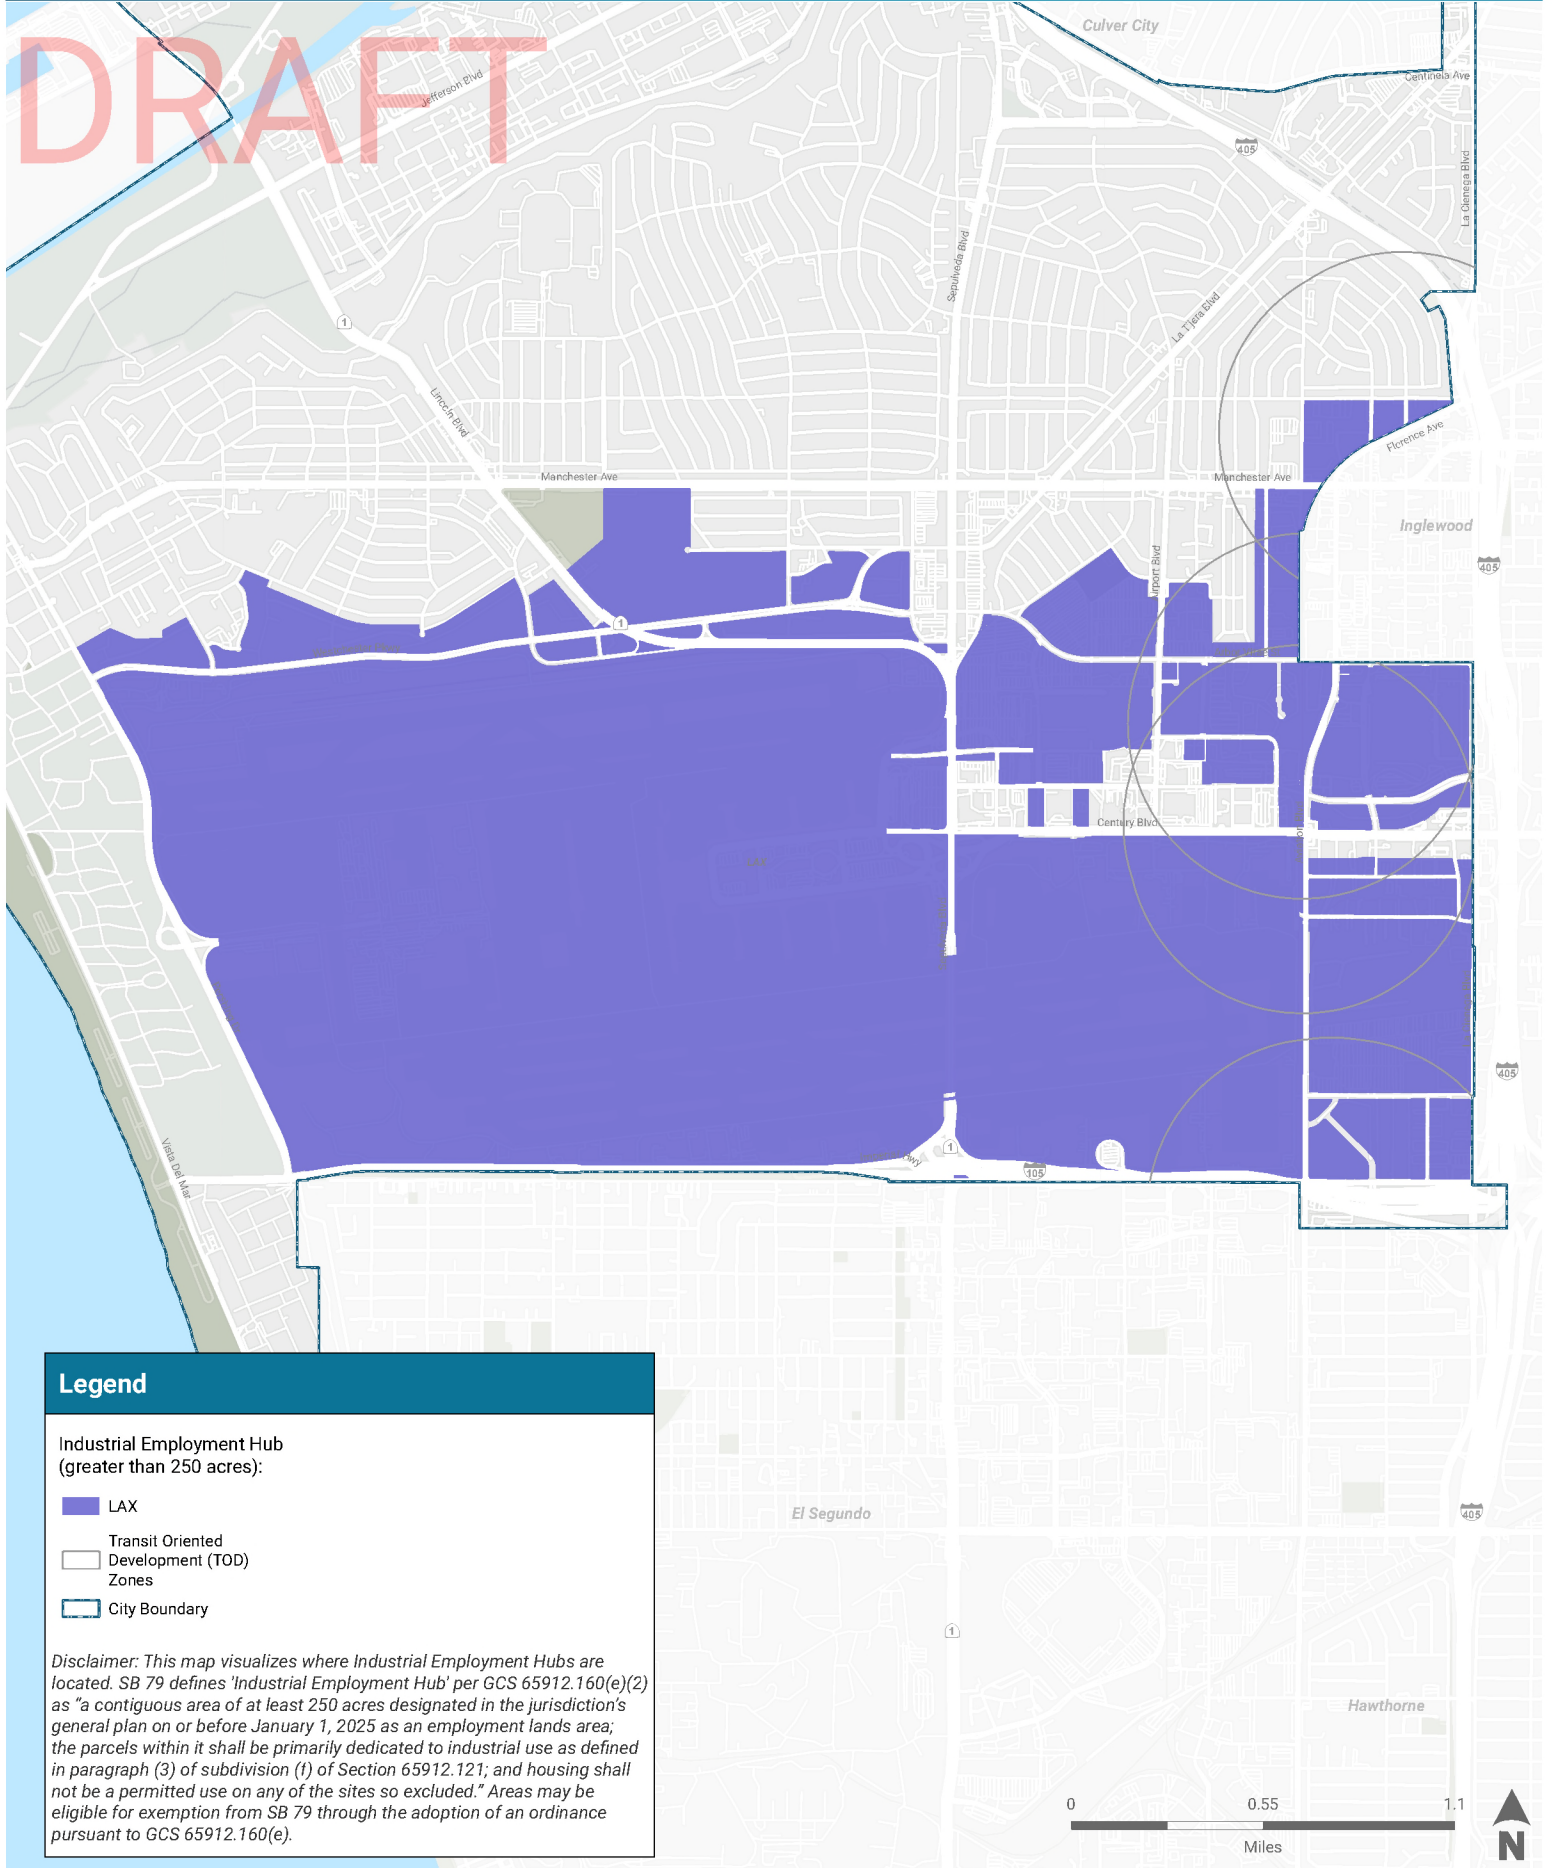 DRAFT
Culver City
Centinela Ave
Jefferson Blvd
405
La Cienega Blvd
Sepulveda Blvd
La Tijera Blvd
1
Lincoln Blvd
Florence Ave
Manchester Ave
Manchester Ave
Inglewood
405
Airport Blvd
1
Century Blvd
LAX
405
1
105
Vista Del Mar
El Segundo
405
1
Hawthorne
Legend
Industrial Employment Hub
(greater than 250 acres):
LAX
Transit Oriented
Development (TOD)
Zones
City Boundary
Disclaimer: This map visualizes where Industrial Employment Hubs are
located. SB 79 defines 'Industrial Employment Hub' per GCS 65912.160(e)(2)
as “a contiguous area of at least 250 acres designated in the jurisdiction’s
general plan on or before January 1, 2025 as an employment lands area;
the parcels within it shall be primarily dedicated to industrial use as defined
in paragraph (3) of subdivision (f) of Section 65912.121; and housing shall
not be a permitted use on any of the sites so excluded.” Areas may be
eligible for exemption from SB 79 through the adoption of an ordinance
pursuant to GCS 65912.160(e).
0 0.55 1.1
Miles
N